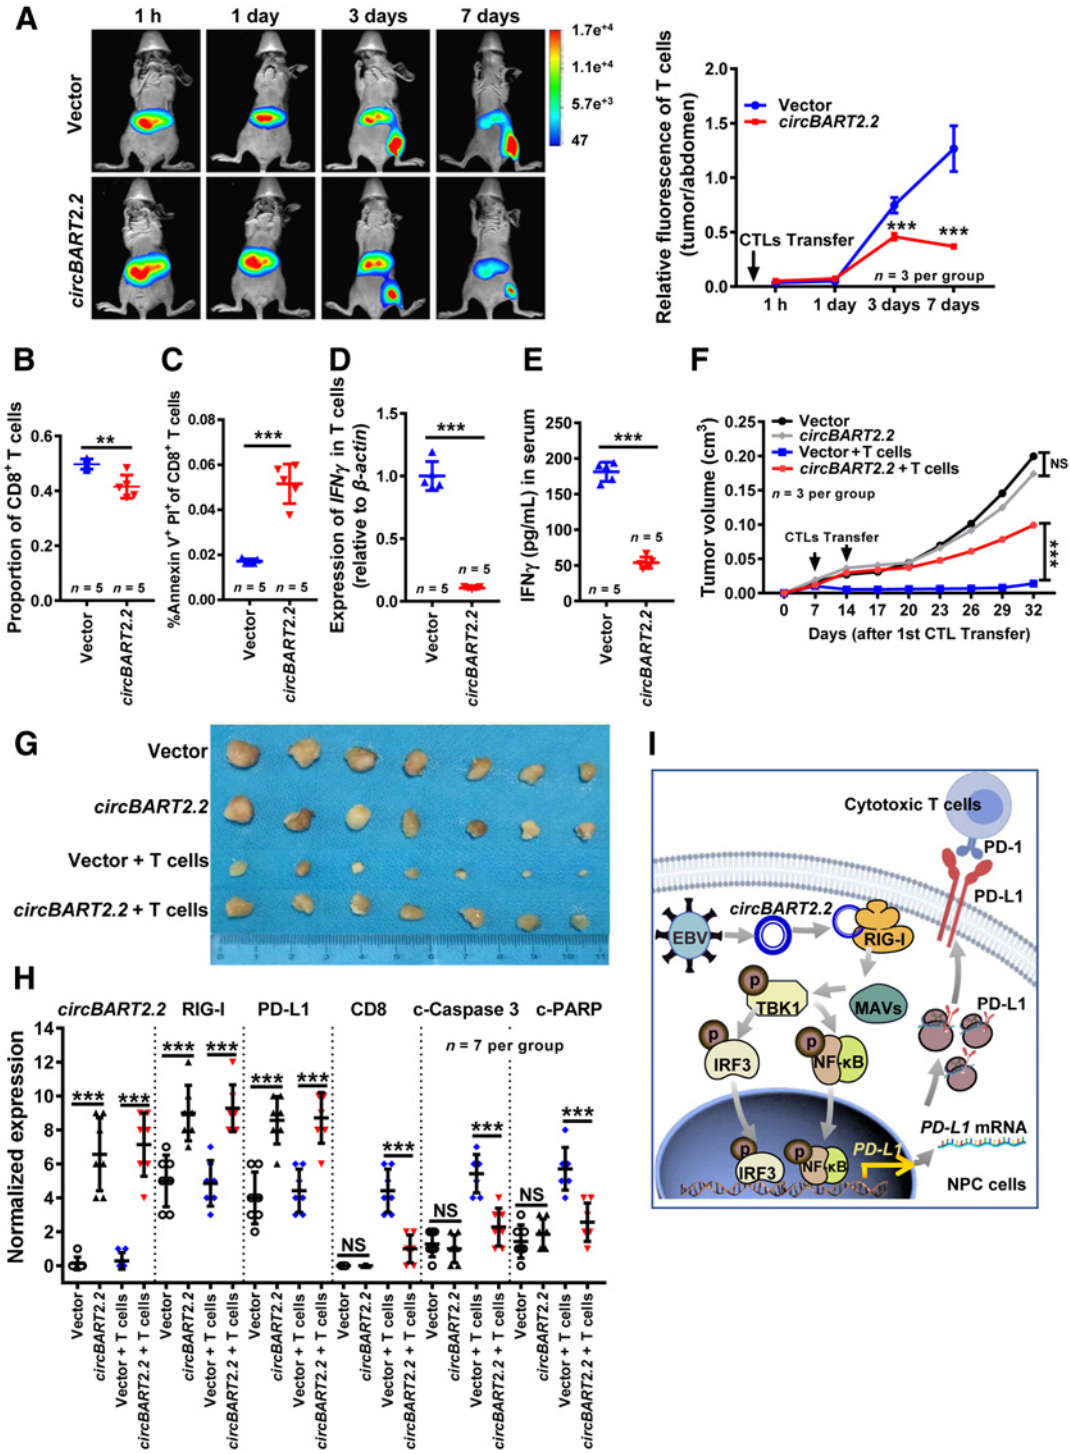 A
1 h 1 day 3 days 7 days
Vector
circBART2.2
1.7e+4
1.1e+4
5.7e+3
47
Relative fluorescence of T cells
(tumor/abdomen)
2.0
1.5
1.0
0.5
0.0
Vector
circBART2.2
CTLs Transfer
***
***
n = 3 per group
1 h 1 day 3 days 7 days
B
Proportion of CD8+ T cells
0.6
0.4
0.2
0.0
**
n = 5 n = 5
Vector
circBART2.2
C
%Annexin V+ PI+ of CD8+ T cells
0.08
0.06
0.04
0.02
0.00
***
n = 5 n = 5
Vector
circBART2.2
D
Expression of IFNγ in T cells
(relative to β-actin)
1.5
1.0
0.5
0.0
***
n = 5
n = 5
Vector
circBART2.2
E
IFNγ (pg/mL) in serum
250
200
150
100
50
0
***
n = 5
n = 5
Vector
circBART2.2
F
Tumor volume (cm3)
0.25
0.20
0.15
0.10
0.05
0.00
Vector
circBART2.2
Vector + T cells
circBART2.2 + T cells
n = 3 per group
CTLs Transfer
NS
***
0 7 14 17 20 23 26 29 32
Days (after 1st CTL Transfer)
G
Vector
circBART2.2
Vector + T cells
circBART2.2 + T cells
0 1 2 3 4 5 6 7 8 9 10 11
H
circBART2.2 RIG-I PD-L1 CD8 c-Caspase 3 c-PARP
n = 7 per group
Normalized expression
14
12
10
8
6
4
2
0
*** *** *** *** *** *** NS *** NS *** NS ***
Vector
circBART2.2
Vector + T cells
circBART2.2 + T cells
Vector
circBART2.2
Vector + T cells
circBART2.2 + T cells
Vector
circBART2.2
Vector + T cells
circBART2.2 + T cells
Vector
circBART2.2
Vector + T cells
circBART2.2 + T cells
Vector
circBART2.2
Vector + T cells
circBART2.2 + T cells
Vector
circBART2.2
Vector + T cells
circBART2.2 + T cells
I
Cytotoxic T cells
PD-1
PD-L1
circBART2.2
EBV
RIG-I
p
TBK1
MAVs
PD-L1
p
IRF3
p
NF-κB
PD-L1 mRNA
p
IRF3
p
NF-κB
PD-L1
NPC cells